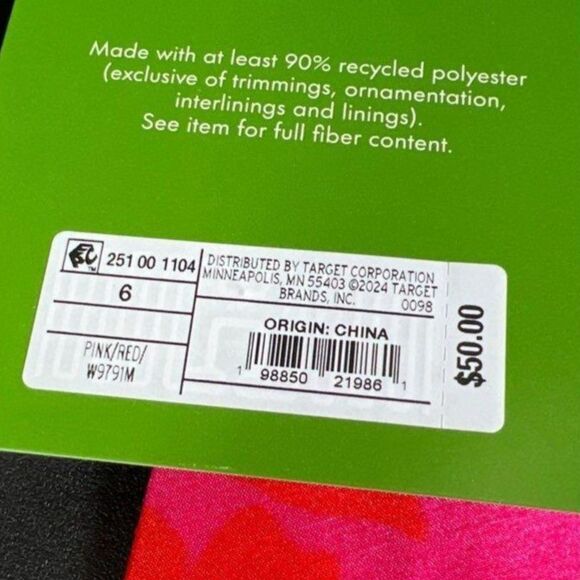 Made with at least 90% recycled polyester
(exclusive of trimmings, ornamentation,
interlinings and linings).
See item for full fiber content.
251 00 1104
6
PINK/RED/
W9791M
DISTRIBUTED BY TARGET CORPORATION
MINNEAPOLIS, MN 55403 ©2024 TARGET
BRANDS, INC.
0098
ORIGIN: CHINA
1 98850 21986 1
$50.00